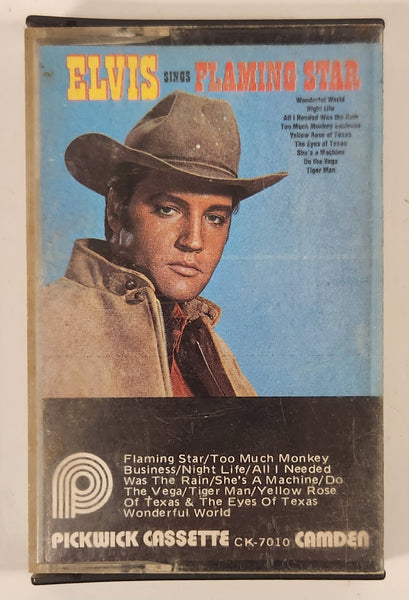 ELVIS SINGS FLAMING STAR
Wonderful World
Night Life
All I Needed Was the Rain
Too Much Monkey Business
Yellow Rose of Texas
The Eyes of Texas
She's a Machine
Do the Vega
Tiger Man
Flaming Star/Too Much Monkey
Business/Night Life/All I Needed
Was The Rain/She's A Machine/Do
The Vega/Tiger Man/Yellow Rose
Of Texas & The Eyes Of Texas
Wonderful World
P
PICKWICK CASSETTE CK-7010 CAMDEN